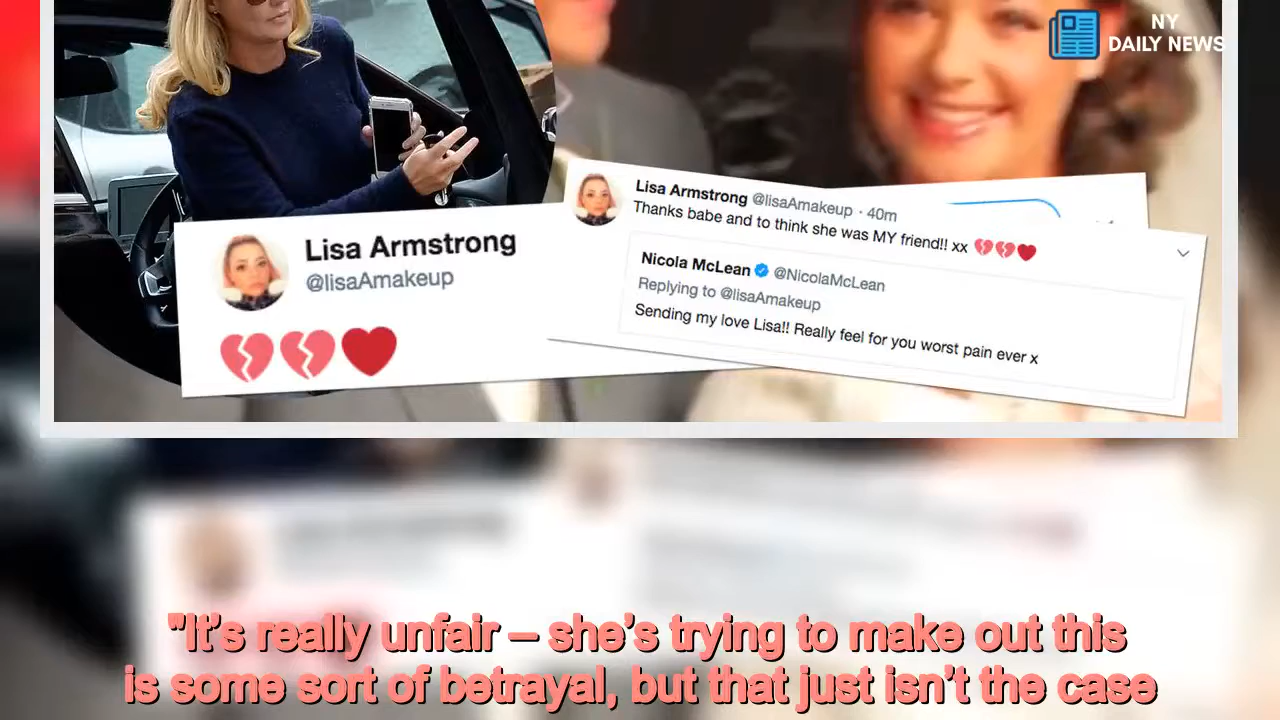 NY
DAILY NEWS
Lisa Armstrong @lisaAmakeup · 40m
Thanks babe and to think she was MY friend!! xx 💔💔❤️
Nicola McLean @NicolaMcLean
Replying to @lisaAmakeup
Sending my love Lisa!! Really feel for you worst pain ever x
Lisa Armstrong
@lisaAmakeup
💔💔❤️
"It's really unfair – she's trying to make out this
is some sort of betrayal, but that just isn't the case